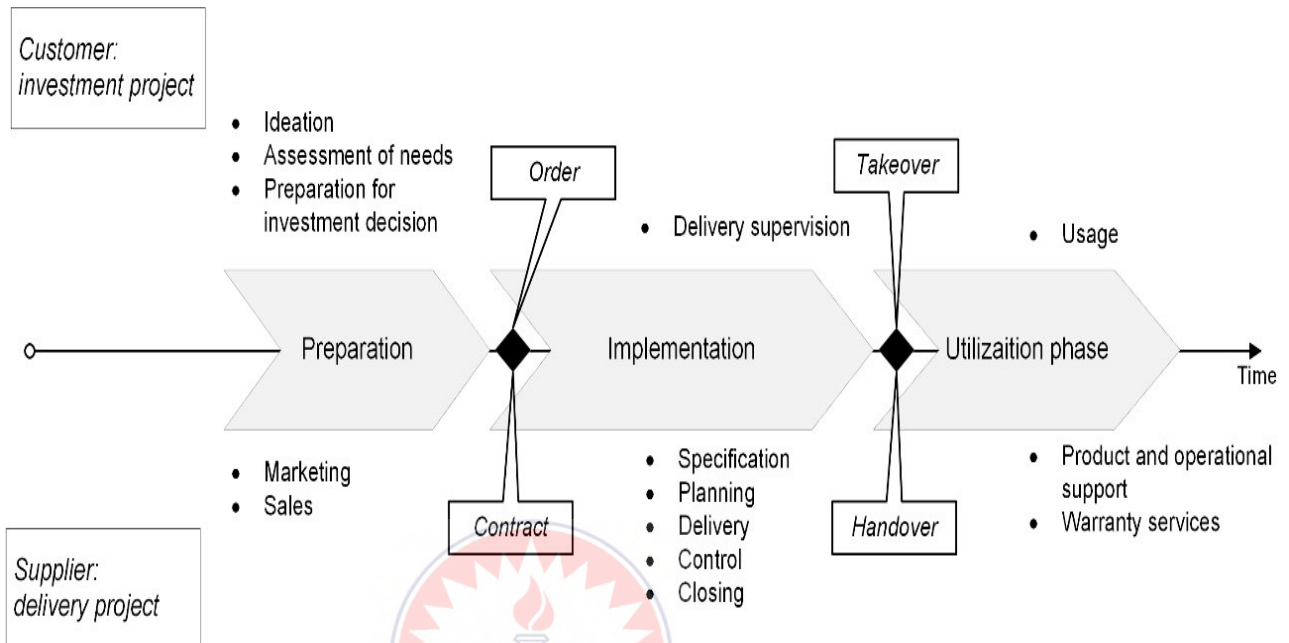 Customer:
investment project
• Ideation
• Assessment of needs
• Preparation for
investment decision
Order
Takeover
• Delivery supervision
• Usage
Preparation
Implementation
Utilizaition phase
Time
• Marketing
• Sales
Contract
• Specification
• Planning
• Delivery
• Control
• Closing
Handover
• Product and operational
support
• Warranty services
Supplier:
delivery project